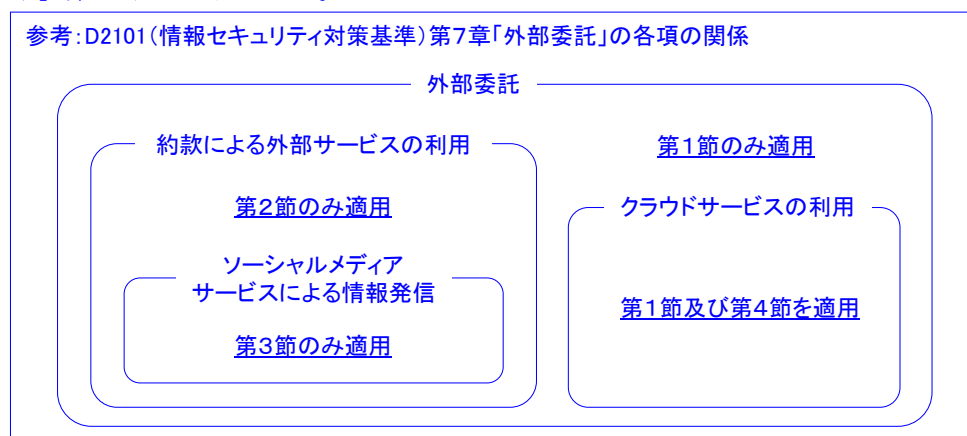 参考:D2101(情報セキュリティ対策基準)第7章「外部委託」の各項の関係
外部委託
約款による外部サービスの利用
第1節のみ適用
第2節のみ適用
クラウドサービスの利用
ソーシャルメディア
サービスによる情報発信
第1節及び第4節を適用
第3節のみ適用